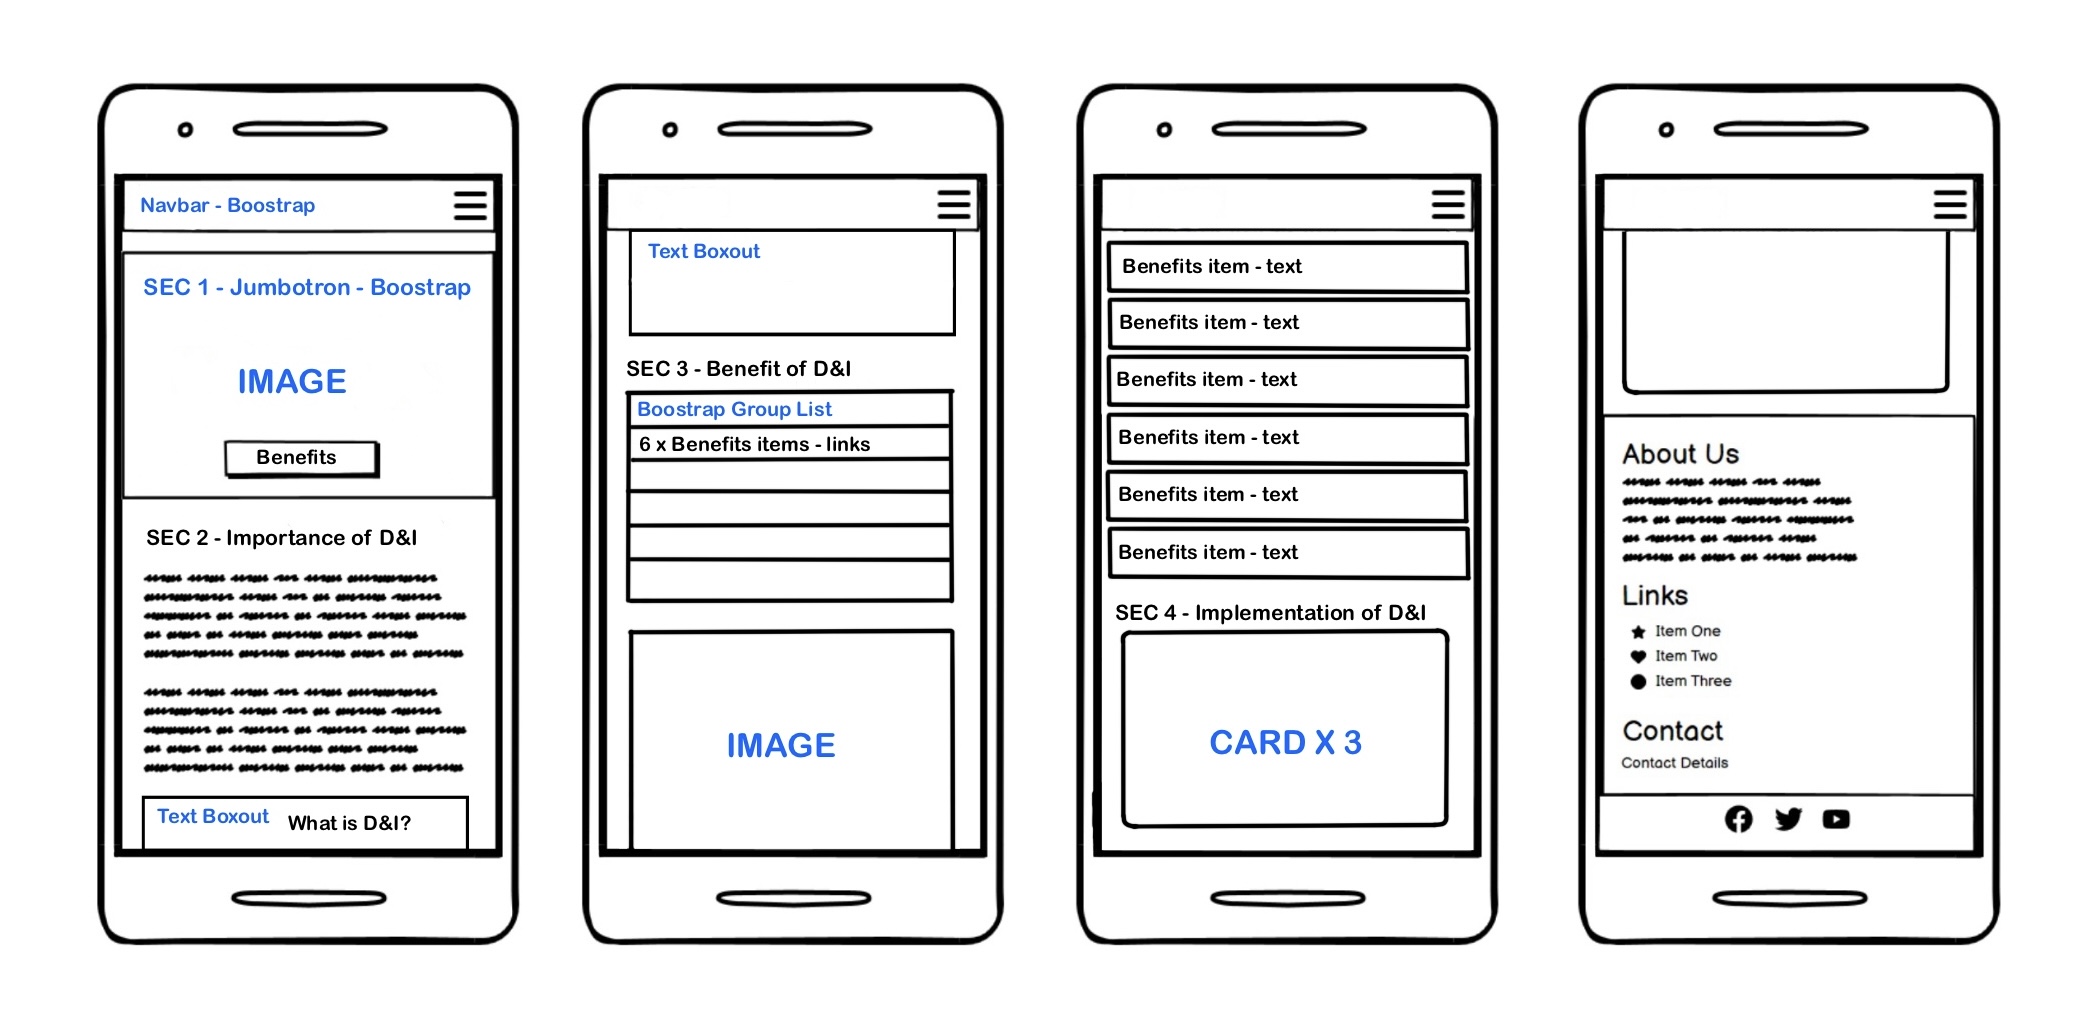 Navbar - Boostrap
SEC 1 - Jumbotron - Boostrap
IMAGE
Benefits
SEC 2 - Importance of D&I
Text Boxout
What is D&I?
Text Boxout
SEC 3 - Benefit of D&I
Boostrap Group List
6 x Benefits items - links
IMAGE
Benefits item - text
Benefits item - text
Benefits item - text
Benefits item - text
Benefits item - text
Benefits item - text
SEC 4 - Implementation of D&I
CARD X 3
About Us
Links
Item One
Item Two
Item Three
Contact
Contact Details